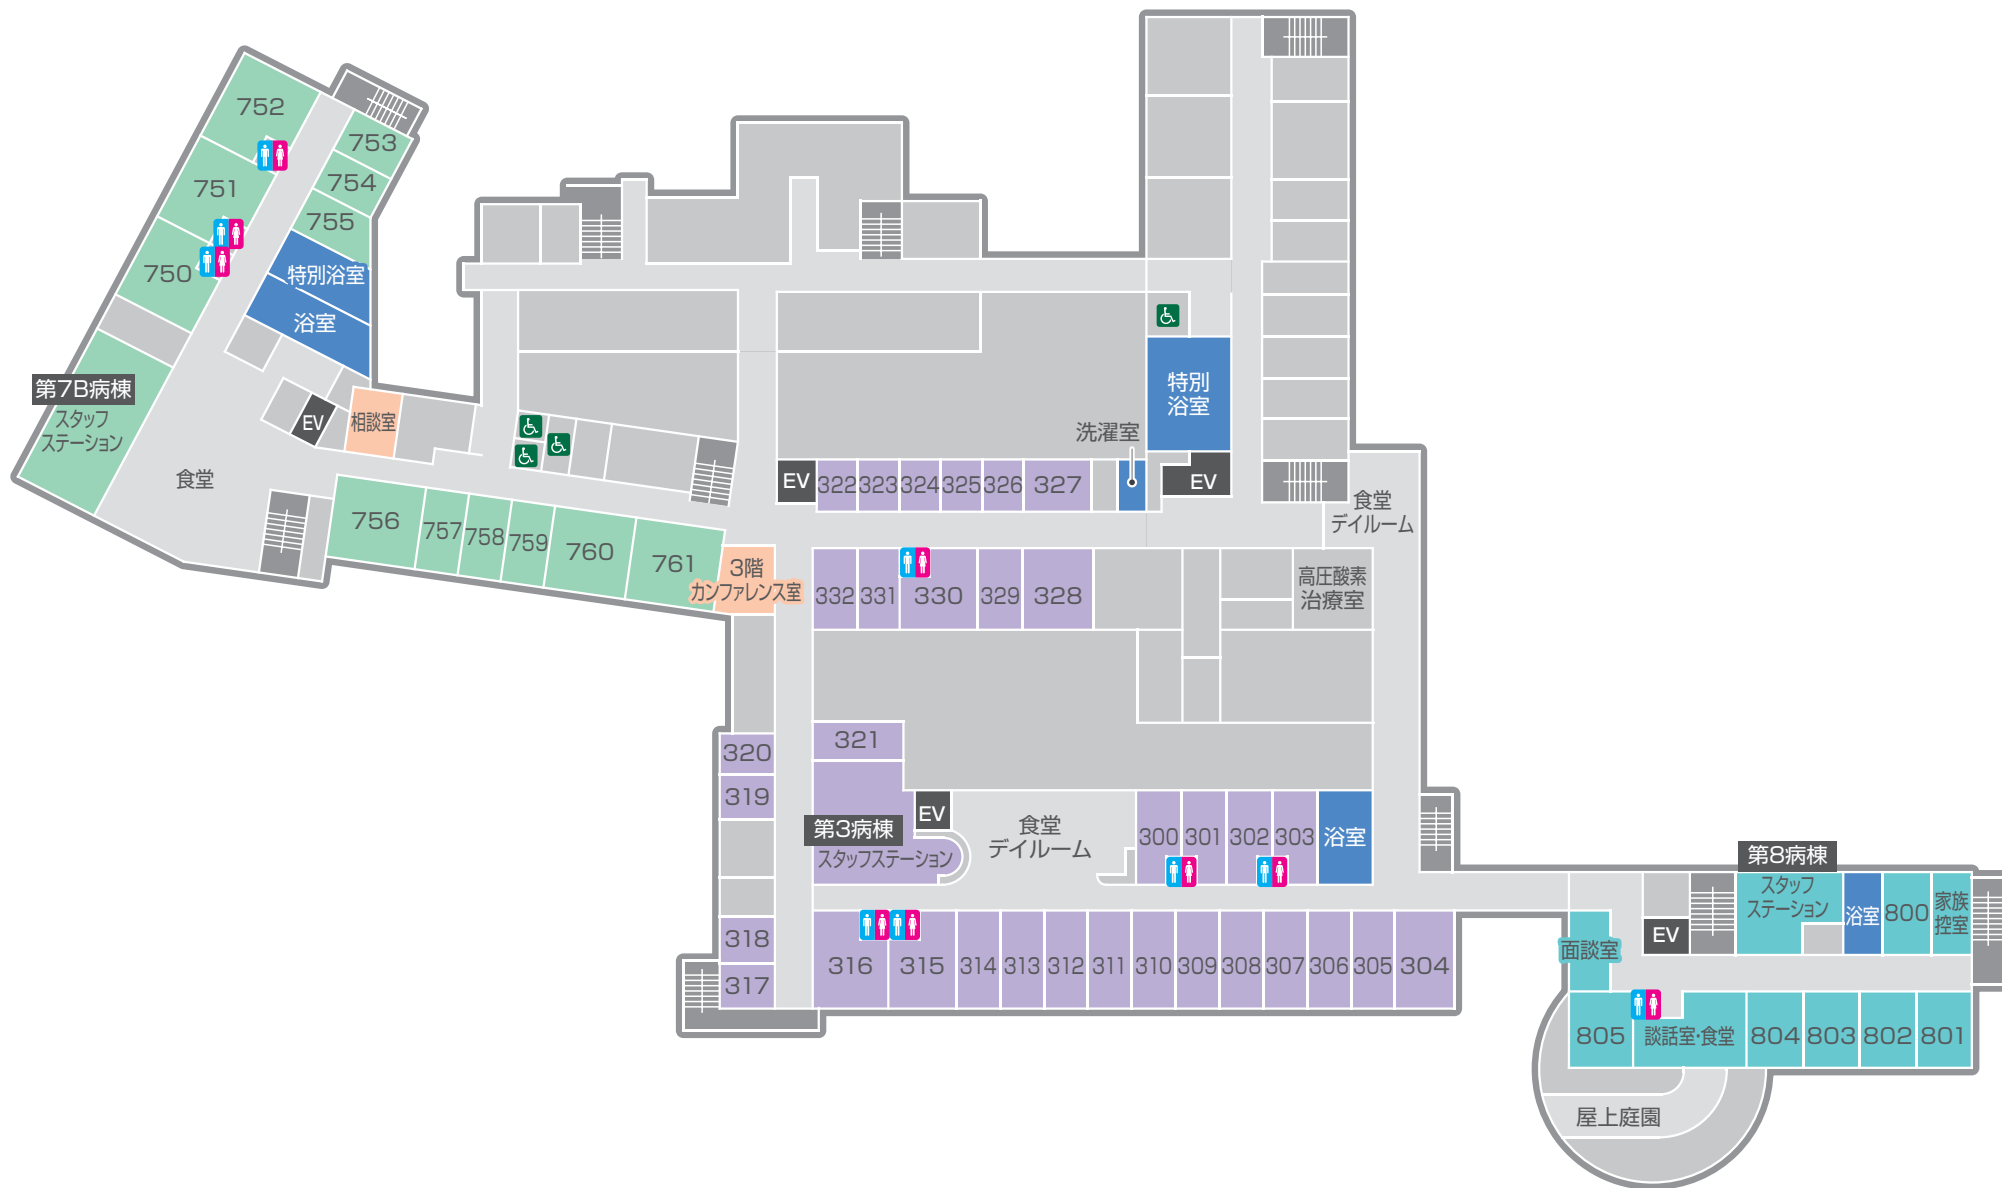 752
753
751
754
755
750
特別浴室
浴室
第7B病棟
スタッフ
ステーション
EV
相談室
食堂
756
757
758
759
760
761
3階
カンファレンス室
特別
浴室
洗濯室
EV
322
323
324
325
326
327
EV
食堂
デイルーム
332
331
330
329
328
高圧酸素
治療室
321
320
319
第3病棟
スタッフステーション
EV
食堂
デイルーム
300
301
302
303
浴室
318
317
316
315
314
313
312
311
310
309
308
307
306
305
304
第8病棟
スタッフ
ステーション
浴室
800
家族
控室
EV
面談室
805
談話室・食堂
804
803
802
801
屋上庭園